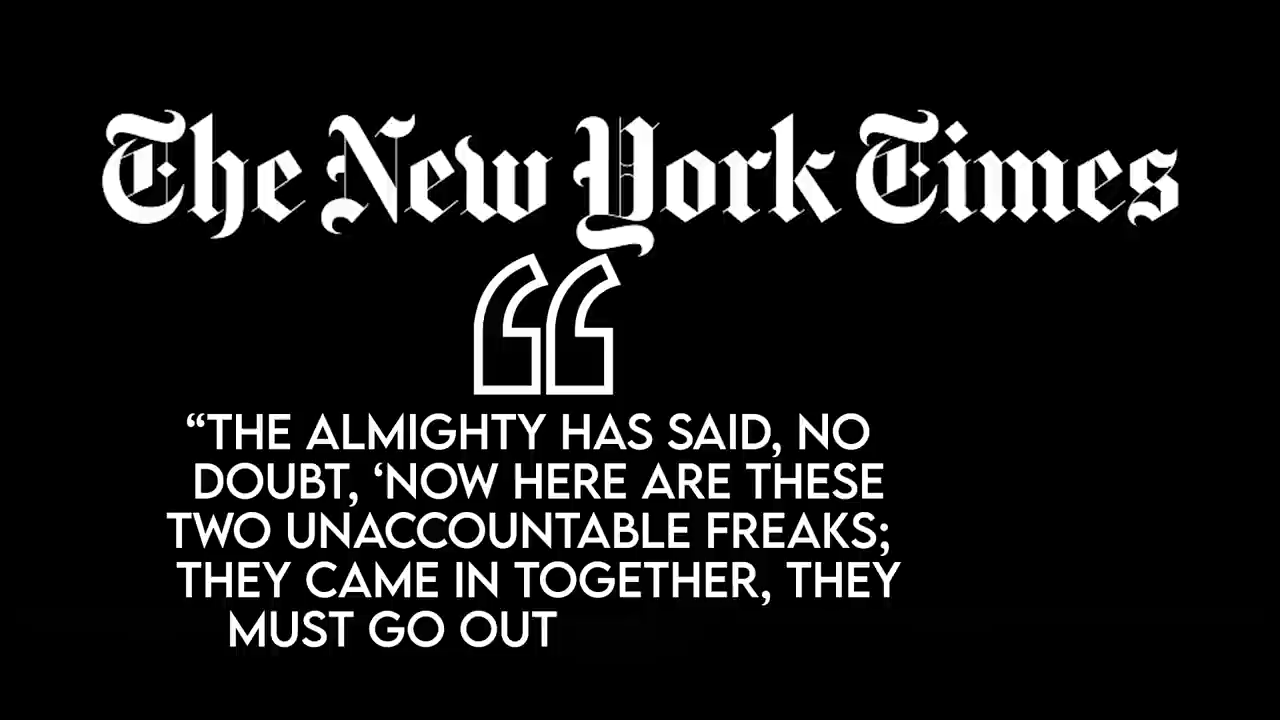 The New York Times
“THE ALMIGHTY HAS SAID, NO
DOUBT, ‘NOW HERE ARE THESE
TWO UNACCOUNTABLE FREAKS;
THEY CAME IN TOGETHER, THEY
MUST GO OUT